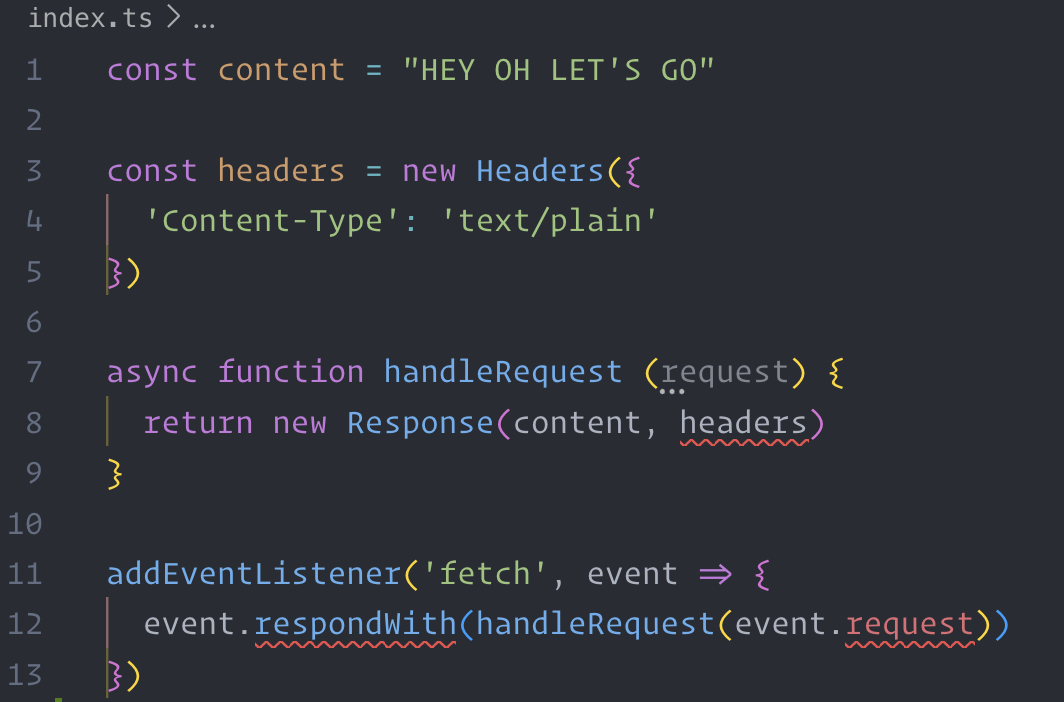 index.ts > ...
1 const content = "HEY OH LET'S GO"
2
3 const headers = new Headers({
4   'Content-Type': 'text/plain'
5 })
6
7 async function handleRequest (request) {
8   return new Response(content, headers)
9 }
10
11 addEventListener('fetch', event => {
12   event.respondWith(handleRequest(event.request))
13 })